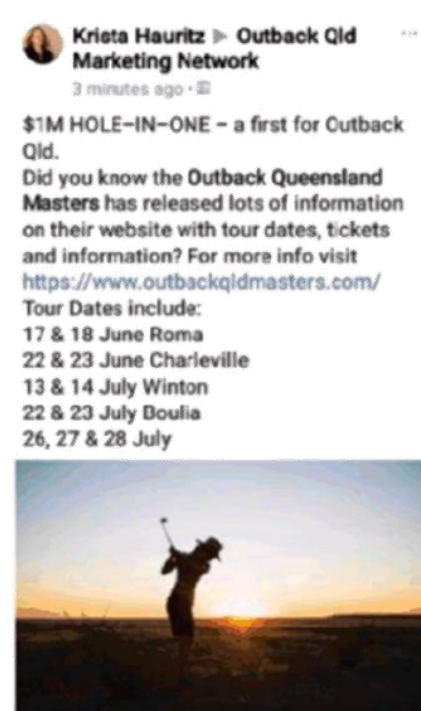 Krista Hauritz ▶ Outback Qld
Marketing Network
3 minutes ago ·
$1M HOLE-IN-ONE – a first for Outback
Qld.
Did you know the Outback Queensland
Masters has released lots of information
on their website with tour dates, tickets
and information? For more info visit
https://www.outbackqldmasters.com/
Tour Dates include:
17 & 18 June Roma
22 & 23 June Charleville
13 & 14 July Winton
22 & 23 July Boulia
26, 27 & 28 July